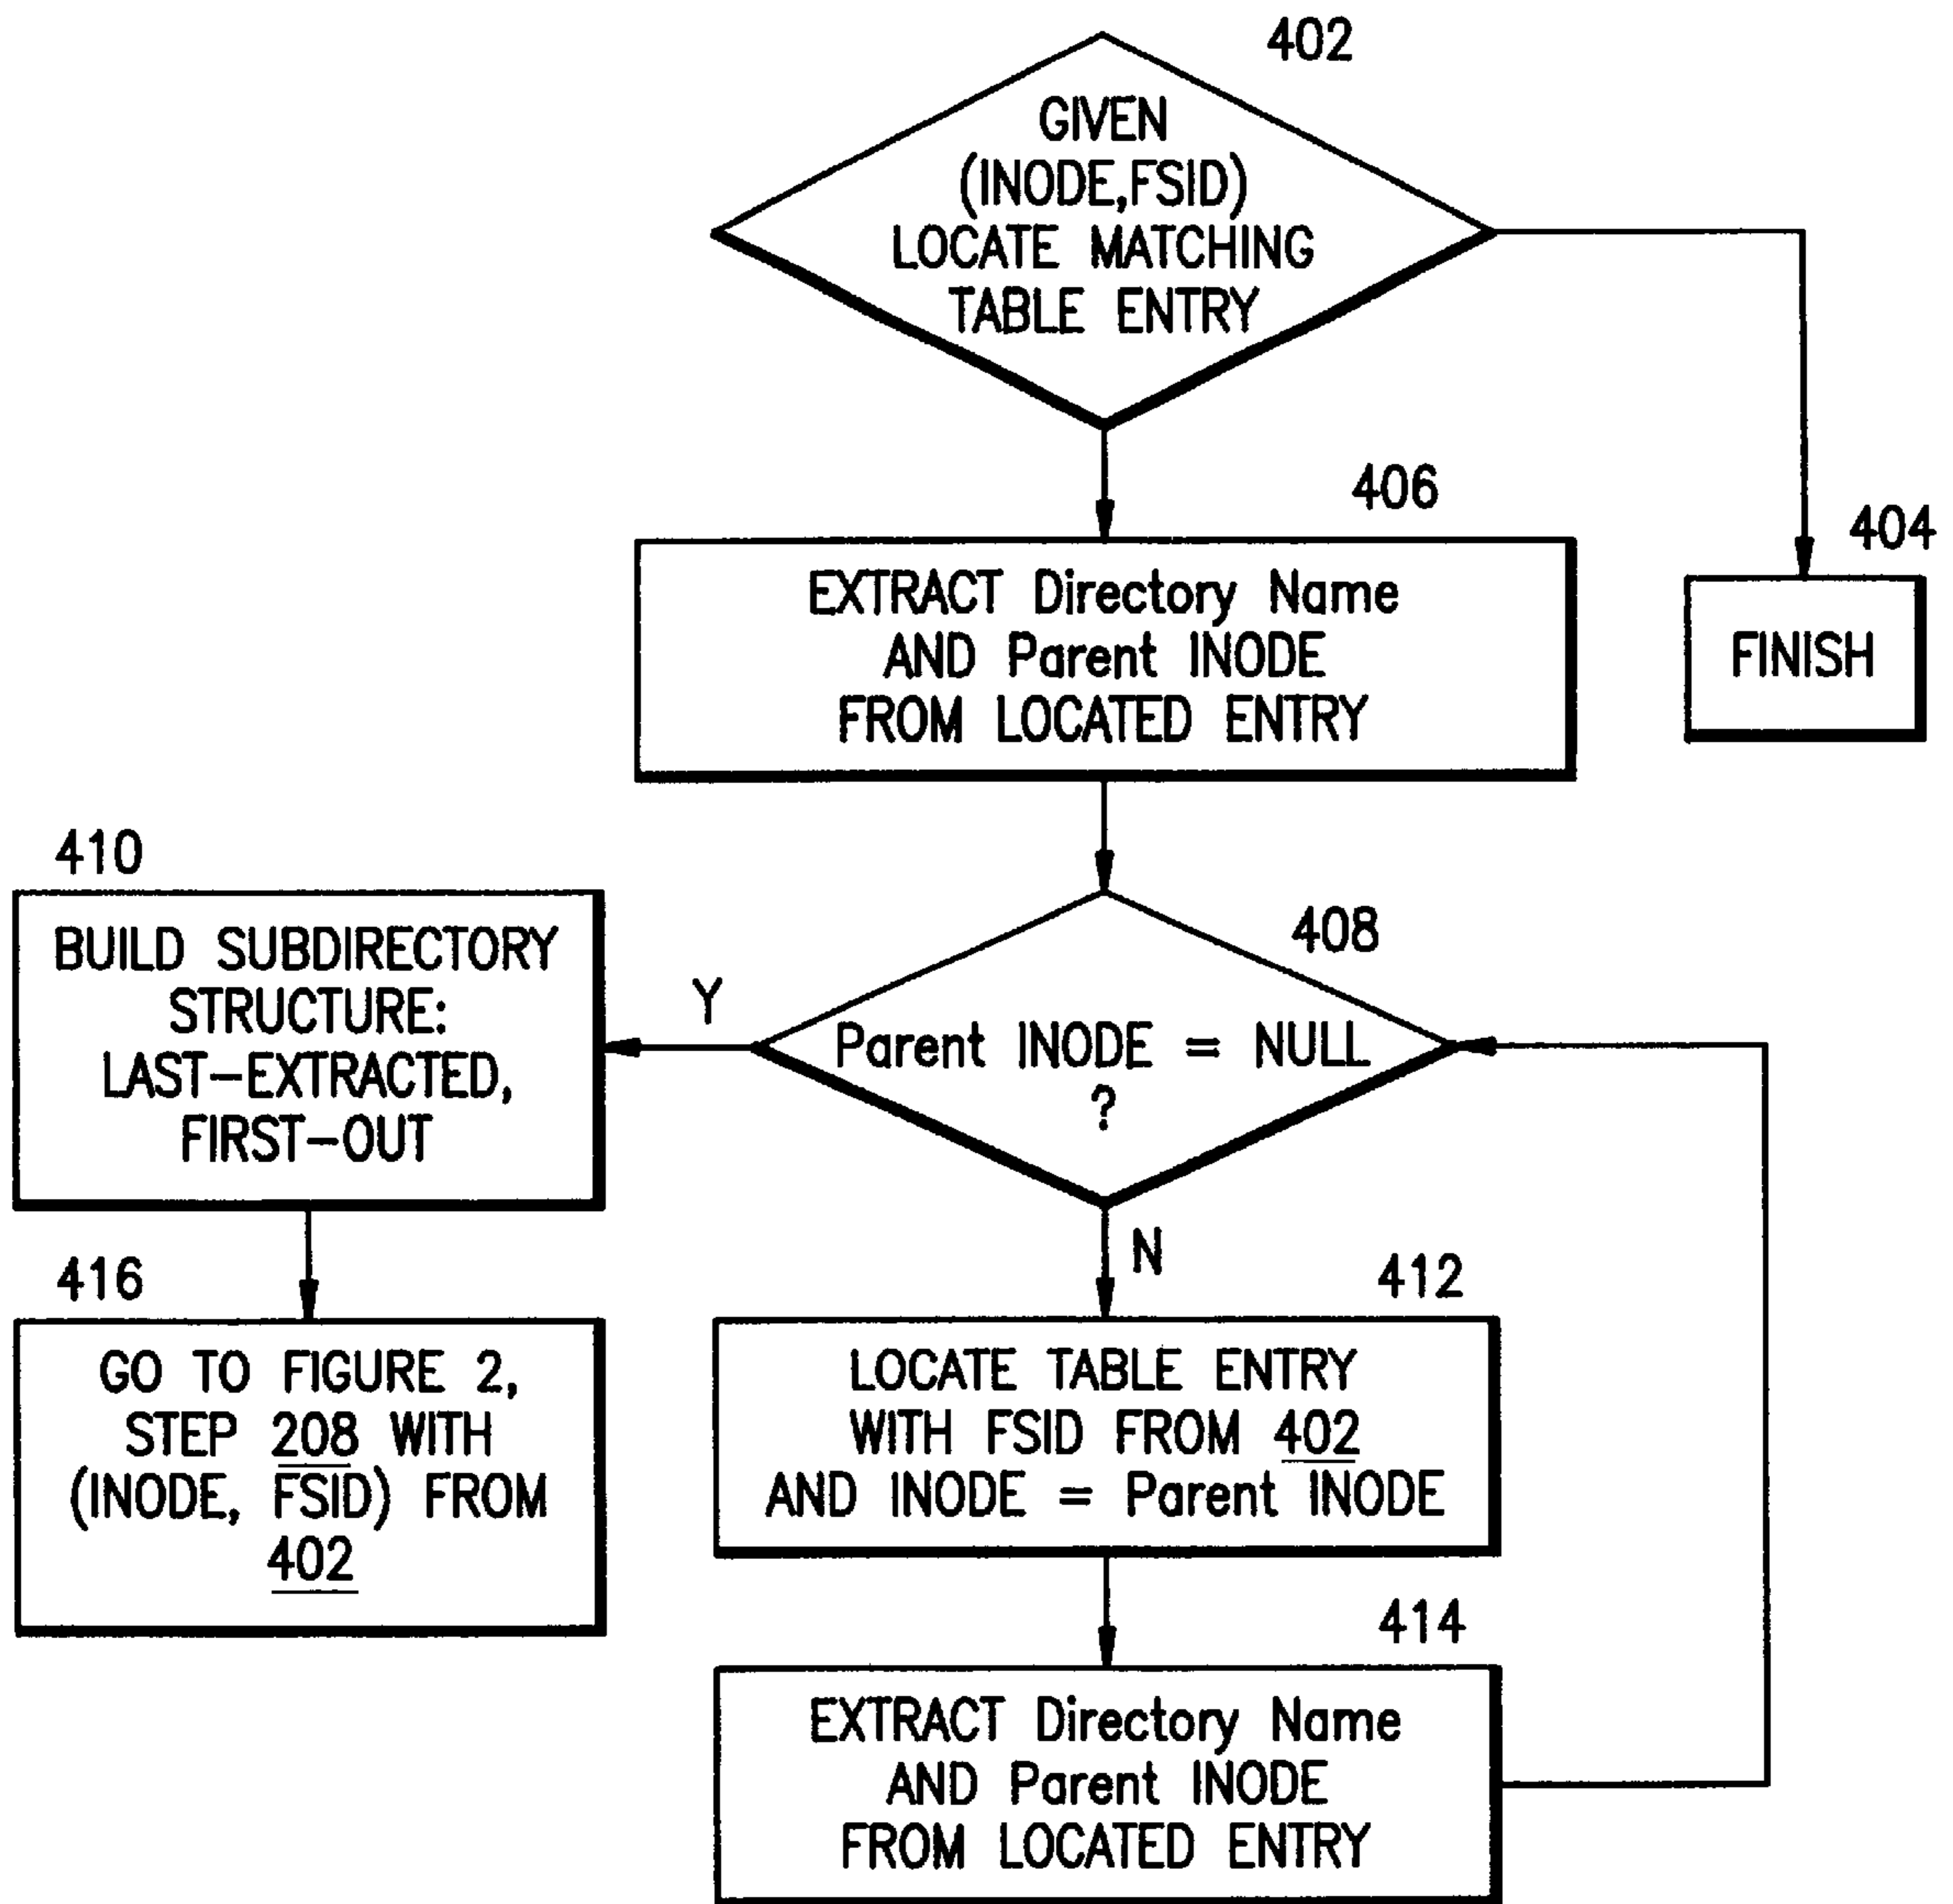 402
GIVEN
(INODE,FSID)
LOCATE MATCHING
TABLE ENTRY
406
EXTRACT Directory Name
AND Parent INODE
FROM LOCATED ENTRY
404
FINISH
408
Parent INODE = NULL
?
Y
N
410
BUILD SUBDIRECTORY
STRUCTURE:
LAST-EXTRACTED,
FIRST-OUT
416
GO TO FIGURE 2,
STEP 208 WITH
(INODE, FSID) FROM
402
412
LOCATE TABLE ENTRY
WITH FSID FROM 402
AND INODE = Parent INODE
414
EXTRACT Directory Name
AND Parent INODE
FROM LOCATED ENTRY